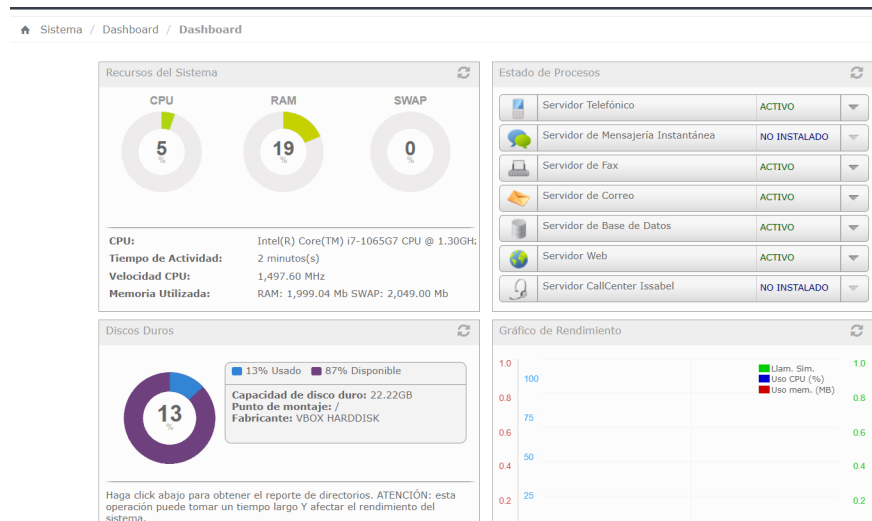 Sistema / Dashboard / Dashboard
Recursos del Sistema
CPU
RAM
SWAP
5
%
19
%
0
%
CPU: Intel(R) Core(TM) i7-1065G7 CPU @ 1.30GHz
Tiempo de Actividad: 2 minutos(s)
Velocidad CPU: 1,497.60 MHz
Memoria Utilizada: RAM: 1,999.04 Mb SWAP: 2,049.00 Mb
Estado de Procesos
Servidor Telefónico ACTIVO
Servidor de Mensajería Instantánea NO INSTALADO
Servidor de Fax ACTIVO
Servidor de Correo ACTIVO
Servidor de Base de Datos ACTIVO
Servidor Web ACTIVO
Servidor CallCenter Issabel NO INSTALADO
Discos Duros
13
%
13% Usado 87% Disponible
Capacidad de disco duro: 22.22GB
Punto de montaje: /
Fabricante: VBOX HARDDISK
Haga click abajo para obtener el reporte de directorios. ATENCIÓN: esta
operación puede tomar un tiempo largo Y afectar el rendimiento del
sistema.
Gráfico de Rendimiento
1.0
0.8
0.6
0.4
0.2
100
75
50
25
Llam. Sim.
Uso CPU (%)
Uso mem. (MB)
1.0
0.8
0.6
0.4
0.2